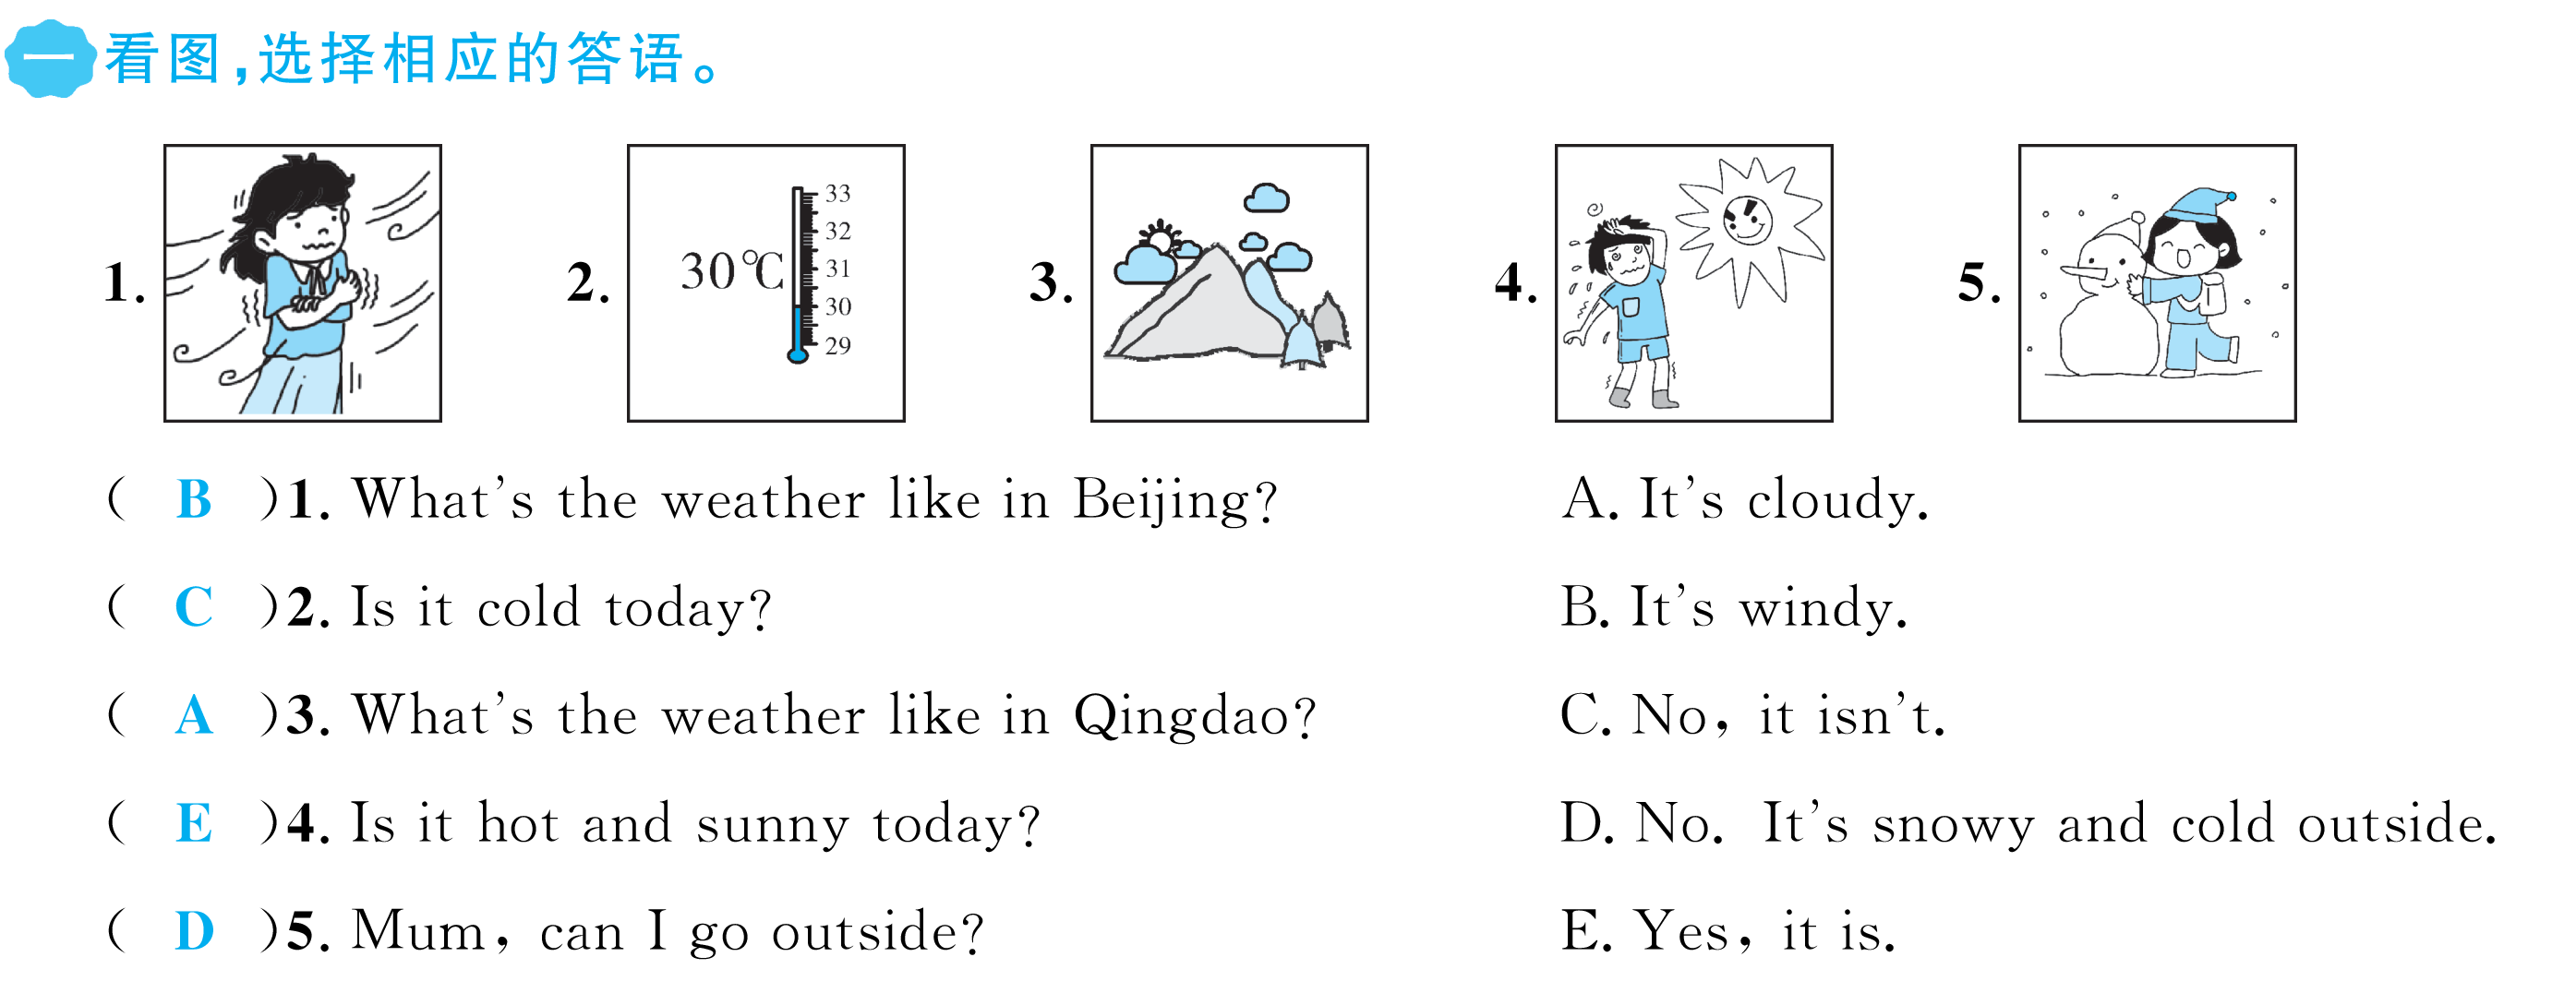 一 看图,选择相应的答语。
1. 2. 3. 4. 5.
30℃
33
32
31
30
29
( B )1. What's the weather like in Beijing? A. It's cloudy.
( C )2. Is it cold today? B. It's windy.
( A )3. What's the weather like in Qingdao? C. No, it isn't.
( E )4. Is it hot and sunny today? D. No. It's snowy and cold outside.
( D )5. Mum, can I go outside? E. Yes, it is.